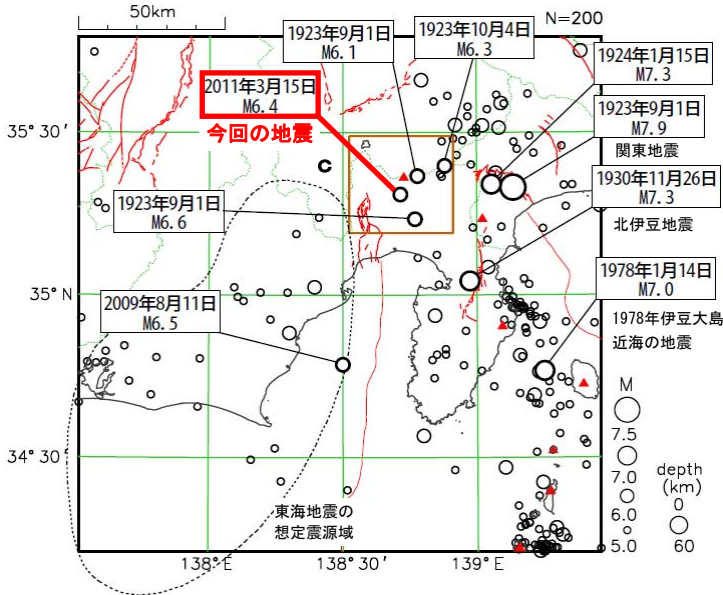 50km
N=200
1923年9月1日
M6.1
1923年10月4日
M6.3
1924年1月15日
M7.3
2011年3月15日
M6.4
今回の地震
1923年9月1日
M7.9
関東地震
35°30'
c
1930年11月26日
M7.3
北伊豆地震
1923年9月1日
M6.6
1978年1月14日
M7.0
1978年伊豆大島
近海の地震
35°N
2009年8月11日
M6.5
M
7.5
7.0
6.0
5.0
depth
(km)
0
60
34°30'
東海地震の
想定震源域
138°E
138°30'
139°E